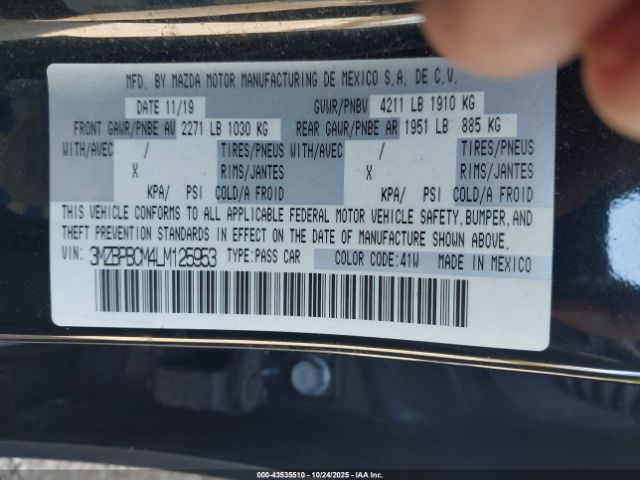 MFD. BY MAZDA MOTOR MANUFACTURING DE MEXICO S.A. DE C.V.
DATE 11/19 GVWR/PNBV 4211 LB 1910 KG
FRONT GAWR/PNBE AV 2271 LB 1030 KG REAR GAWR/PNBE AR 1951 LB 885 KG
WITH/AVEC / TIRES/PNEUS WITH/AVEC / TIRES/PNEUS
X RIMS/JANTES X RIMS/JANTES
KPA/ PSI COLD/A FROID KPA/ PSI COLD/A FROID
THIS VEHICLE CONFORMS TO ALL APPLICABLE FEDERAL MOTOR VEHICLE SAFETY, BUMPER, AND
THEFT PREVENTION STANDARDS IN EFFECT ON THE DATE OF MANUFACTURE SHOWN ABOVE.
VIN: 3MZBPBCM4LM125953 TYPE:PASS CAR COLOR CODE:41W MADE IN MEXICO
43535510 - 10/24/2025 - IAA, Inc.